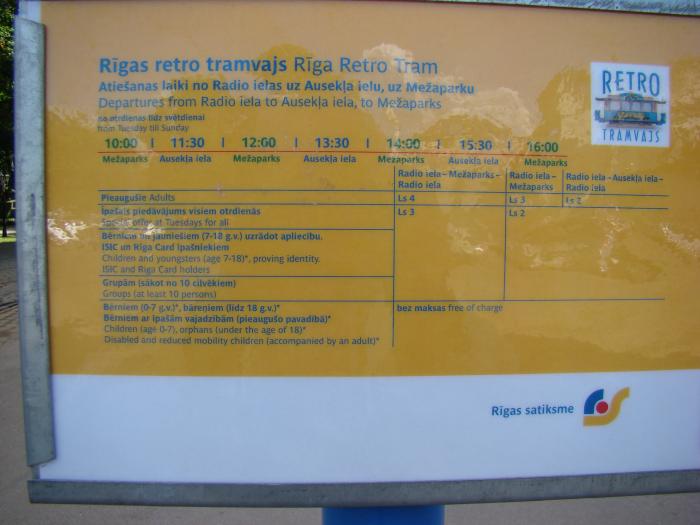 Rīgas retro tramvajs Rīga Retro Tram
Atiešanas laiki no Radio ielas uz Ausekļa ielu, uz Mežaparku
Departures from Radio iela to Ausekļa iela, to Mežaparks
no otrdienas līdz svētdienai
from Tuesday till Sunday
RETRO
TRAMVAJS
10:00 | 11:30 | 12:00 | 13:30 | 14:00 | 15:30 | 16:00
Mežaparks Ausekļa iela Mežaparks Ausekļa iela Mežaparks Ausekļa iela Mežaparks
Radio iela – Mežaparks – Radio iela – Radio iela – Ausekļa iela –
Radio iela Mežaparks Radio iela
Pieaugušie Adults Ls 4 Ls 3 Ls 2
Īpašais piedāvājums visiem otrdienās Ls 3 Ls 2
Special offer at Tuesdays for all
Bērniem un jauniešiem (7-18 g.v.) uzrādot apliecību.
ISIC un Rīga Card īpašniekiem
Children and youngsters (age 7-18)*, proving identity.
ISIC and Riga Card holders
Grupām (sākot no 10 cilvēkiem)
Groups (at least 10 persons)
Bērniem (0-7 g.v.)*, bāreņiem (līdz 18 g.v.)* bez maksas free of charge
Bērniem ar īpašām vajadzībām (pieaugušo pavadībā)*
Children (age 0-7), orphans (under the age of 18)*
Disabled and reduced mobility children (accompanied by an adult)*
Rīgas satiksme